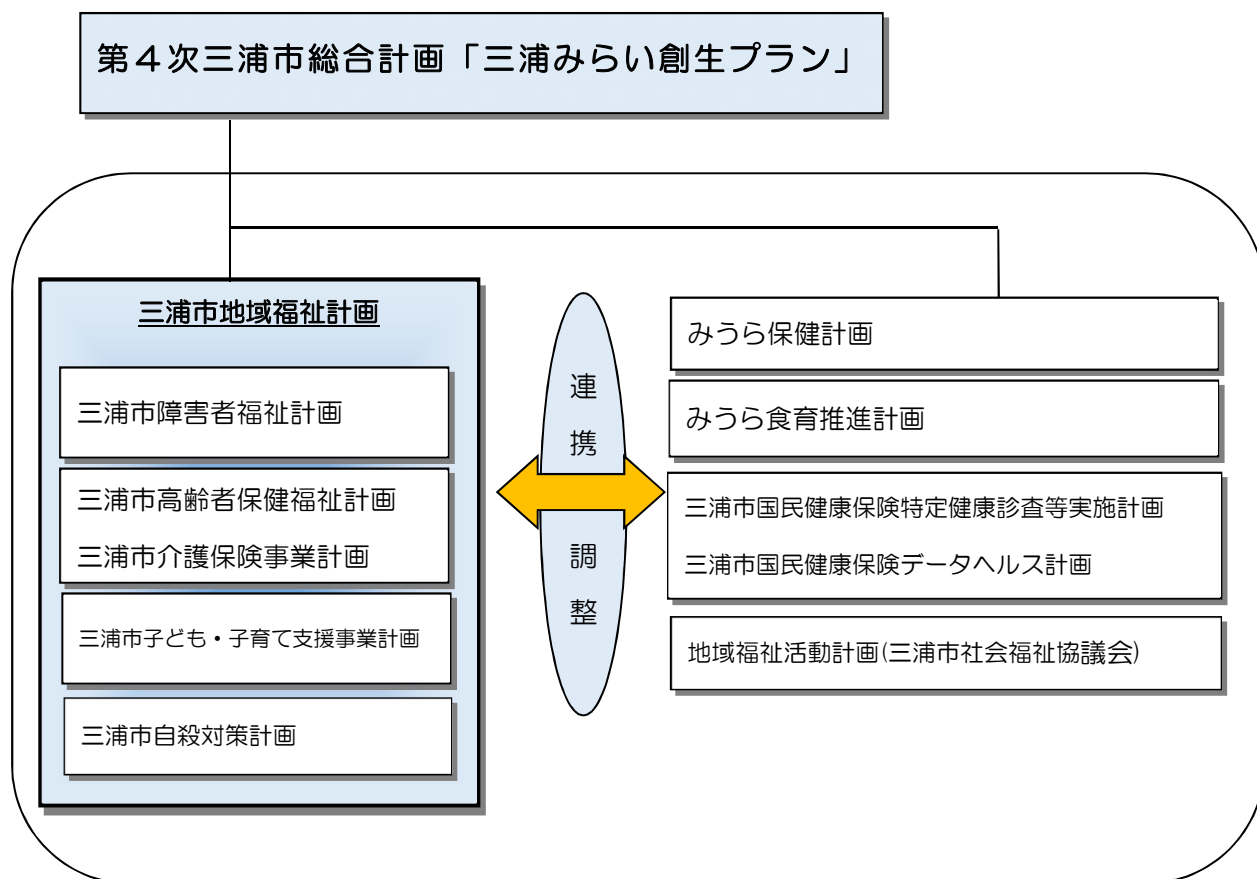 第４次三浦市総合計画「三浦みらい創生プラン」
三浦市地域福祉計画
三浦市障害者福祉計画
三浦市高齢者保健福祉計画
三浦市介護保険事業計画
三浦市子ども・子育て支援事業計画
三浦市自殺対策計画
連
携
調
整
みうら保健計画
みうら食育推進計画
三浦市国民健康保険特定健康診査等実施計画
三浦市国民健康保険データヘルス計画
地域福祉活動計画(三浦市社会福祉協議会)